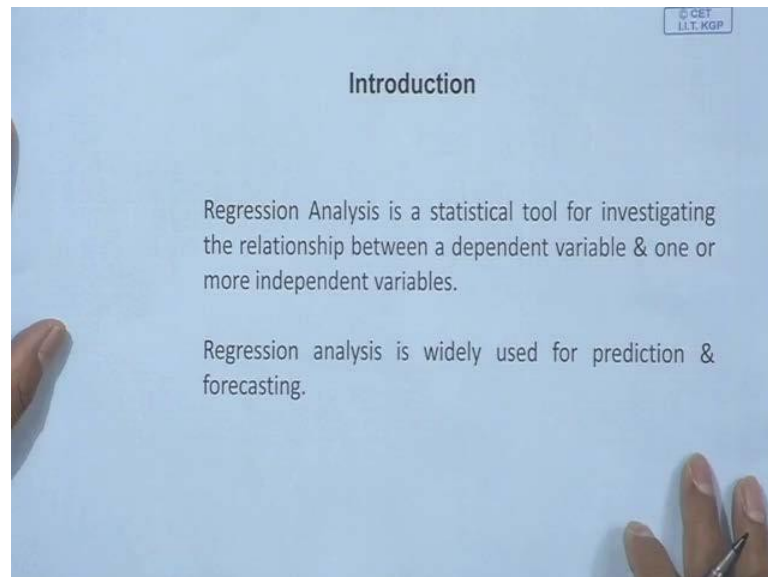 © CET
I.I.T. KGP
Introduction
Regression Analysis is a statistical tool for investigating
the relationship between a dependent variable & one or
more independent variables.
Regression analysis is widely used for prediction &
forecasting.